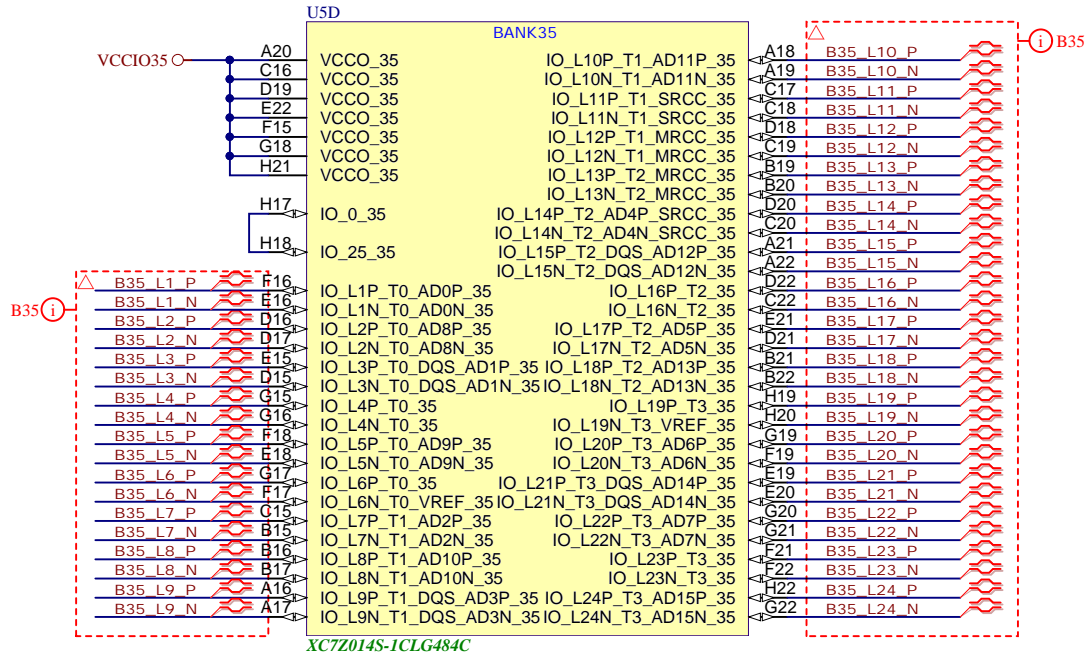 U5D
BANK35
VCCIO35
A20 VCCO_35
C16 VCCO_35
D19 VCCO_35
E22 VCCO_35
F15 VCCO_35
G18 VCCO_35
H21 VCCO_35
H17 IO_0_35
H18 IO_25_35
B35 i
B35_L1_P F16 IO_L1P_T0_AD0P_35
B35_L1_N E16 IO_L1N_T0_AD0N_35
B35_L2_P D16 IO_L2P_T0_AD8P_35
B35_L2_N D17 IO_L2N_T0_AD8N_35
B35_L3_P E15 IO_L3P_T0_DQS_AD1P_35
B35_L3_N D15 IO_L3N_T0_DQS_AD1N_35
B35_L4_P G15 IO_L4P_T0_35
B35_L4_N G16 IO_L4N_T0_35
B35_L5_P F18 IO_L5P_T0_AD9P_35
B35_L5_N E18 IO_L5N_T0_AD9N_35
B35_L6_P G17 IO_L6P_T0_35
B35_L6_N F17 IO_L6N_T0_VREF_35
B35_L7_P C15 IO_L7P_T1_AD2P_35
B35_L7_N B15 IO_L7N_T1_AD2N_35
B35_L8_P B16 IO_L8P_T1_AD10P_35
B35_L8_N B17 IO_L8N_T1_AD10N_35
B35_L9_P A16 IO_L9P_T1_DQS_AD3P_35
B35_L9_N A17 IO_L9N_T1_DQS_AD3N_35
IO_L10P_T1_AD11P_35 A18 B35_L10_P
IO_L10N_T1_AD11N_35 A19 B35_L10_N
IO_L11P_T1_SRCC_35 C17 B35_L11_P
IO_L11N_T1_SRCC_35 C18 B35_L11_N
IO_L12P_T1_MRCC_35 D18 B35_L12_P
IO_L12N_T1_MRCC_35 C19 B35_L12_N
IO_L13P_T2_MRCC_35 B19 B35_L13_P
IO_L13N_T2_MRCC_35 B20 B35_L13_N
IO_L14P_T2_AD4P_SRCC_35 D20 B35_L14_P
IO_L14N_T2_AD4N_SRCC_35 C20 B35_L14_N
IO_L15P_T2_DQS_AD12P_35 A21 B35_L15_P
IO_L15N_T2_DQS_AD12N_35 A22 B35_L15_N
IO_L16P_T2_35 D22 B35_L16_P
IO_L16N_T2_35 C22 B35_L16_N
IO_L17P_T2_AD5P_35 E21 B35_L17_P
IO_L17N_T2_AD5N_35 D21 B35_L17_N
IO_L18P_T2_AD13P_35 B21 B35_L18_P
IO_L18N_T2_AD13N_35 B22 B35_L18_N
IO_L19P_T3_35 H19 B35_L19_P
IO_L19N_T3_VREF_35 H20 B35_L19_N
IO_L20P_T3_AD6P_35 G19 B35_L20_P
IO_L20N_T3_AD6N_35 F19 B35_L20_N
IO_L21P_T3_DQS_AD14P_35 E19 B35_L21_P
IO_L21N_T3_DQS_AD14N_35 E20 B35_L21_N
IO_L22P_T3_AD7P_35 G20 B35_L22_P
IO_L22N_T3_AD7N_35 G21 B35_L22_N
IO_L23P_T3_35 F21 B35_L23_P
IO_L23N_T3_35 F22 B35_L23_N
IO_L24P_T3_AD15P_35 H22 B35_L24_P
IO_L24N_T3_AD15N_35 G22 B35_L24_N
i B35
XC7Z014S-1CLG484C